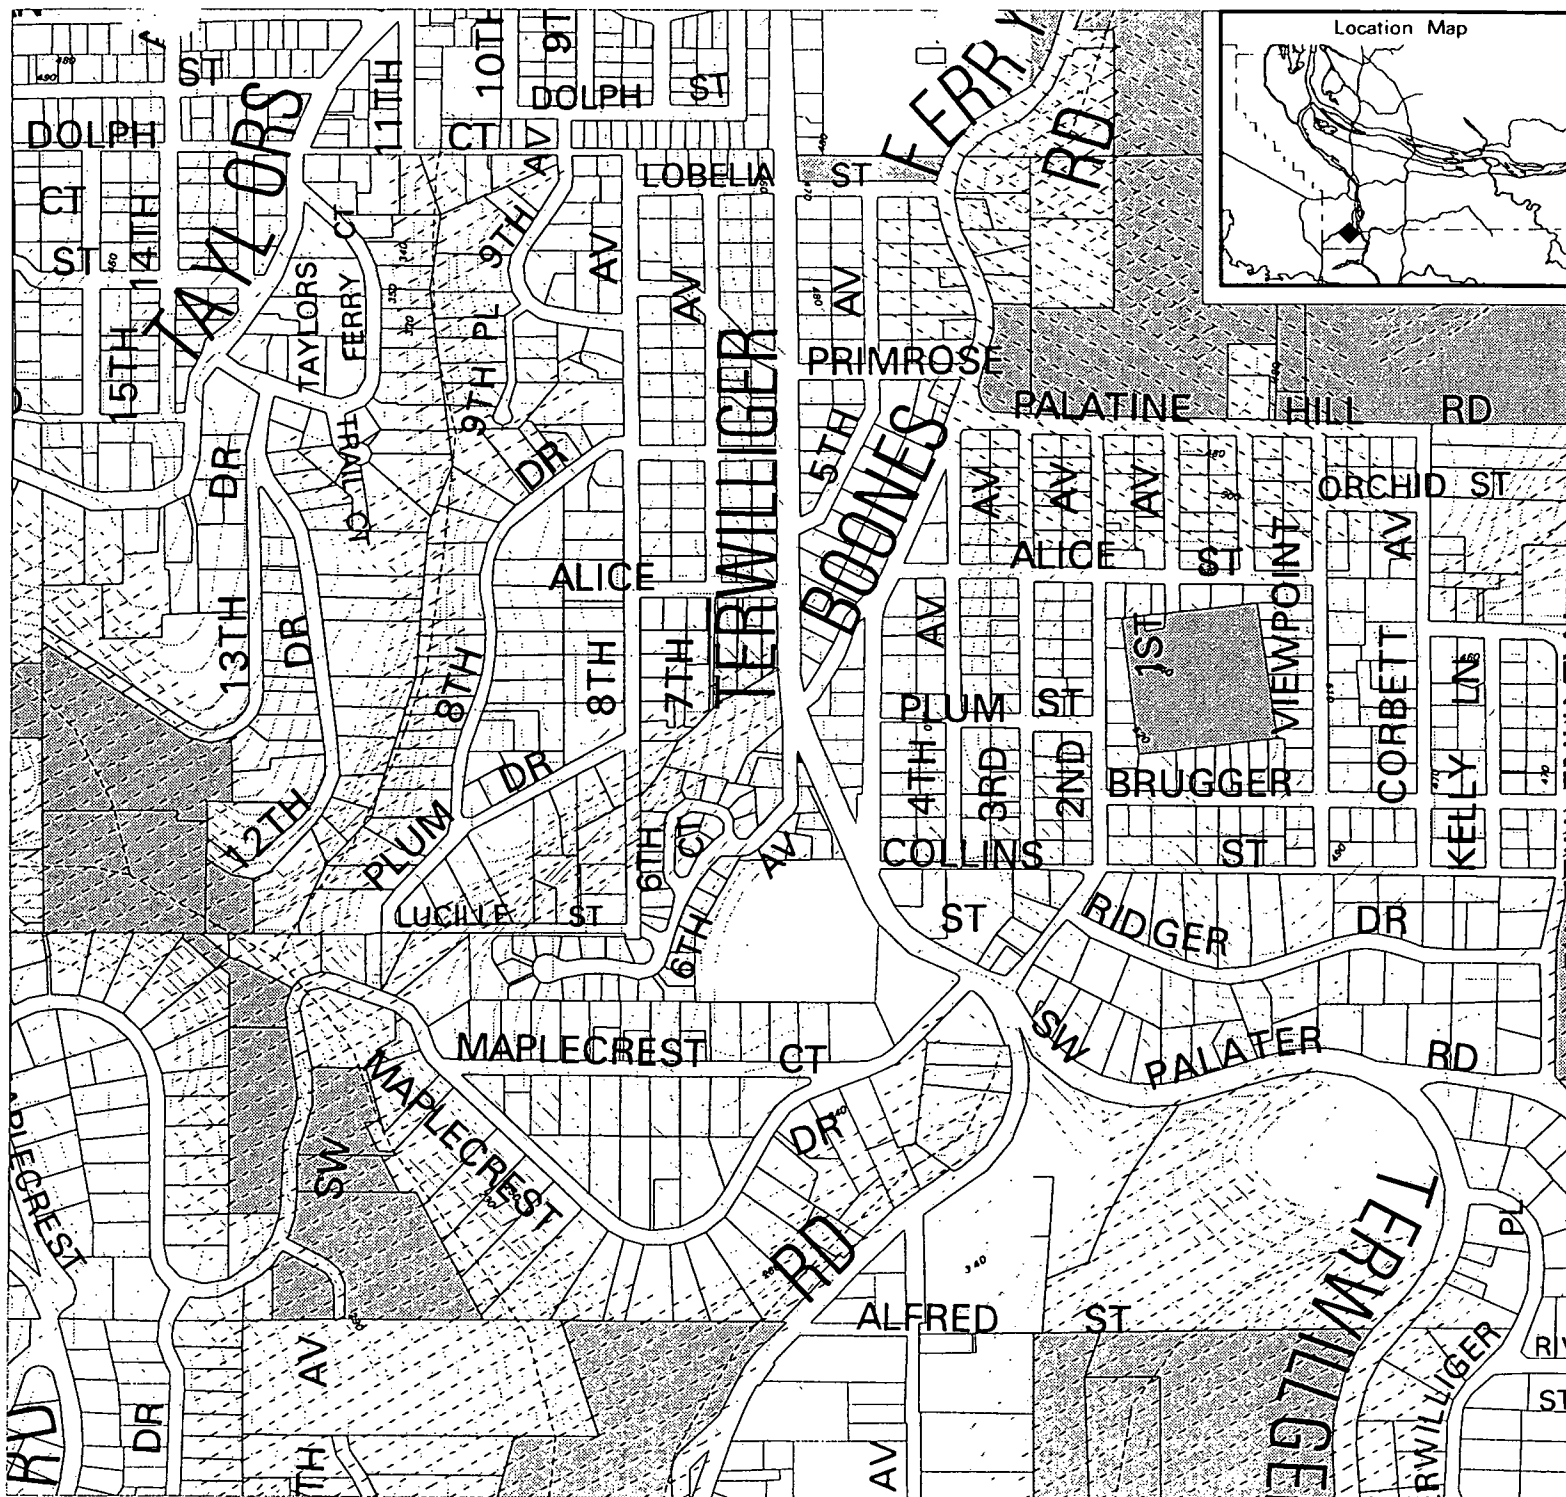 Location Map
FERRY
RD
10TH
9T
ST
DOLPH ST
11TH
DOLPH
CT
AV
TAYLORS
LOBELIA ST
CT
ST
14TH
CT
9TH
AV
AV
AV
TAYLORS
FERRY
15TH
9TH PL
TERWILLIGER
PRIMROSE
PALATINE HILL RD
DR
TRAIL CT
DR
5TH
BOONES
AV
AV
AV
ORCHID ST
AV
ALICE
ALICE ST
13TH
DR
8TH
8TH
7TH
AV
1ST
VIEWPOINT
CORBETT
KELLY LN
PLUM ST
PLUM DR
4TH
3RD
2ND
BRUGGER
12TH
6TH
CT
AV
COLLINS ST
LUCILLE ST
6TH
ST
RIDGER DR
MAPLECREST CT
SW
PALATER RD
MAPLECREST
DR
SW
RD
TERWILLGE
PL
ALFRED ST
AV
DR
RD
TH
AV
ST